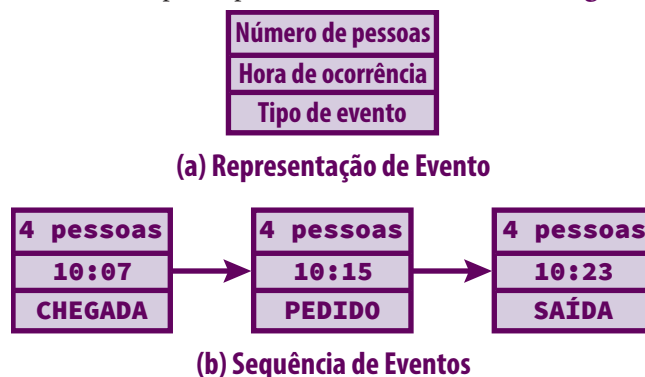 Número de pessoas
Hora de ocorrência
Tipo de evento
(a) Representação de Evento
4 pessoas 4 pessoas 4 pessoas
10:07 10:15 10:23
CHEGADA PEDIDO SAÍDA
(b) Sequência de Eventos